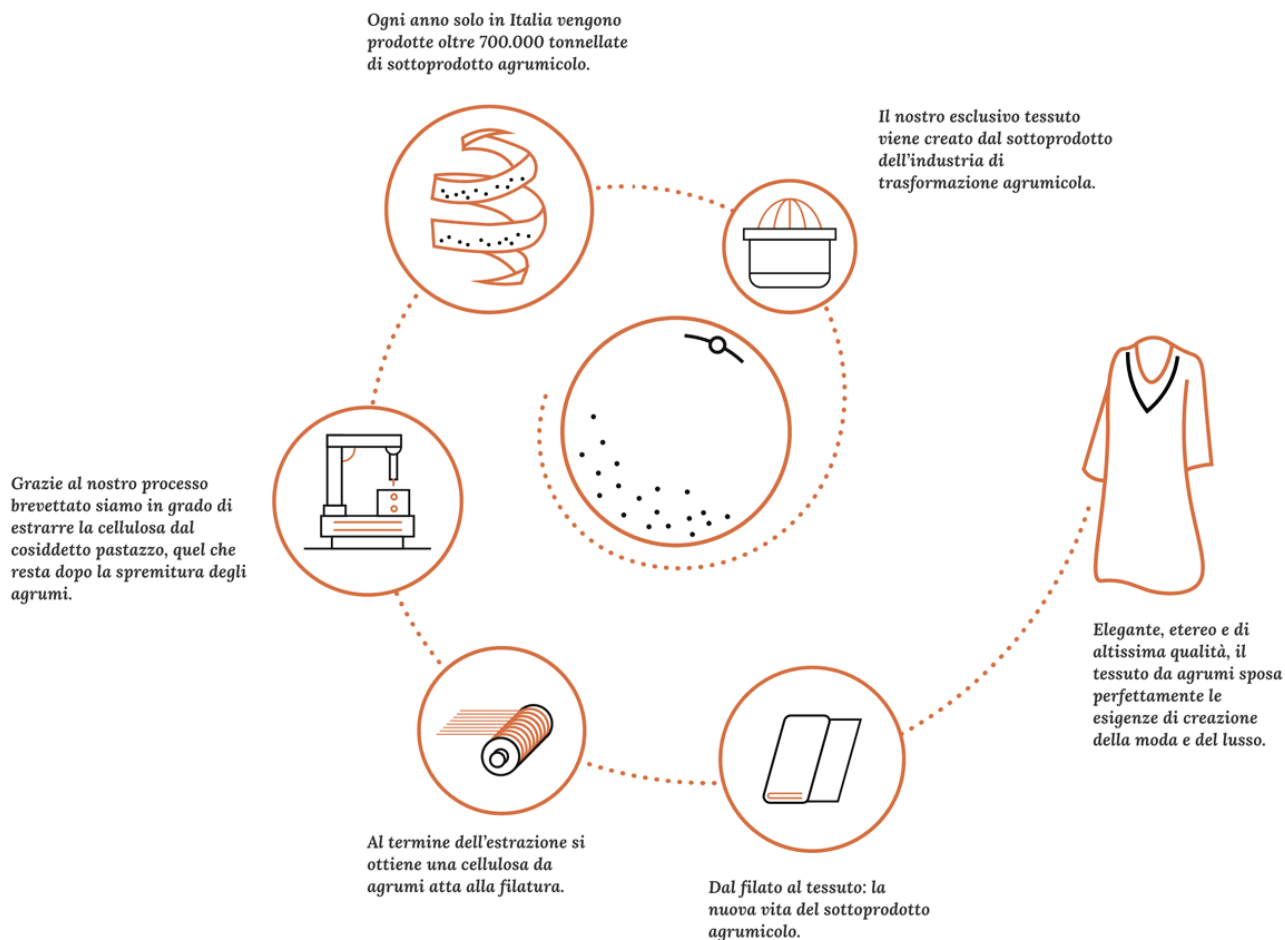 Ogni anno solo in Italia vengono
prodotte oltre 700.000 tonnellate
di sottoprodotto agrumicolo.
Il nostro esclusivo tessuto
viene creato dal sottoprodotto
dell'industria di
trasformazione agrumicola.
Grazie al nostro processo
brevettato siamo in grado di
estrarre la cellulosa dal
cosiddetto pastazzo, quel che
resta dopo la spremitura degli
agrumi.
Al termine dell'estrazione si
ottiene una cellulosa da
agrumi atta alla filatura.
Dal filato al tessuto: la
nuova vita del sottoprodotto
agrumicolo.
Elegante, etereo e di
altissima qualità, il
tessuto da agrumi sposa
perfettamente le
esigenze di creazione
della moda e del lusso.